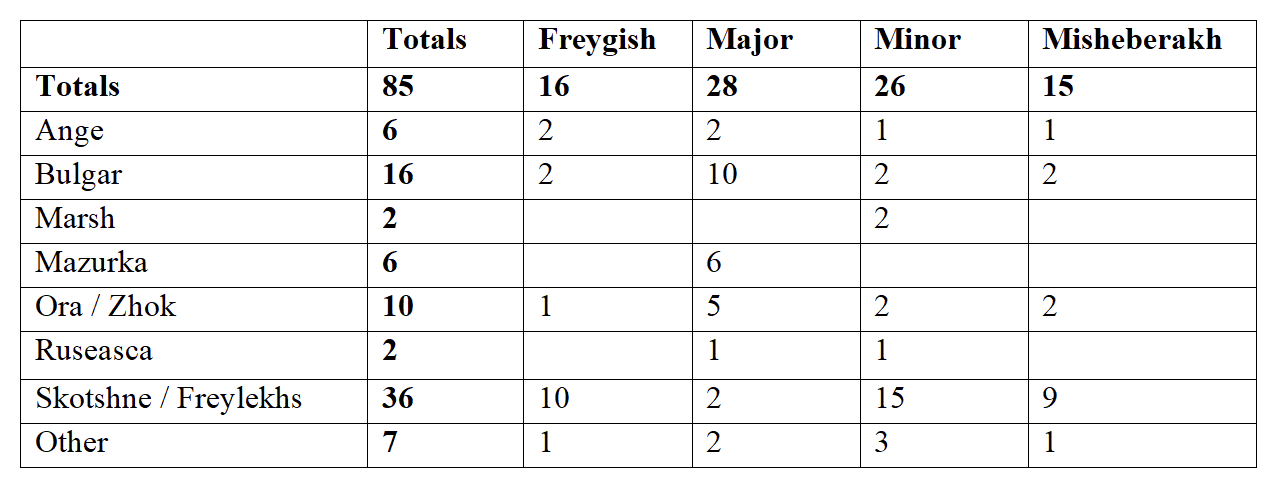 Totals Freygish Major Minor Misheberakh
Totals 85 16 28 26 15
Ange 6 2 2 1 1
Bulgar 16 2 10 2 2
Marsh 2 2
Mazurka 6 6
Ora / Zhok 10 1 5 2 2
Ruseasca 2 1 1
Skotshne / Freylekhs 36 10 2 15 9
Other 7 1 2 3 1